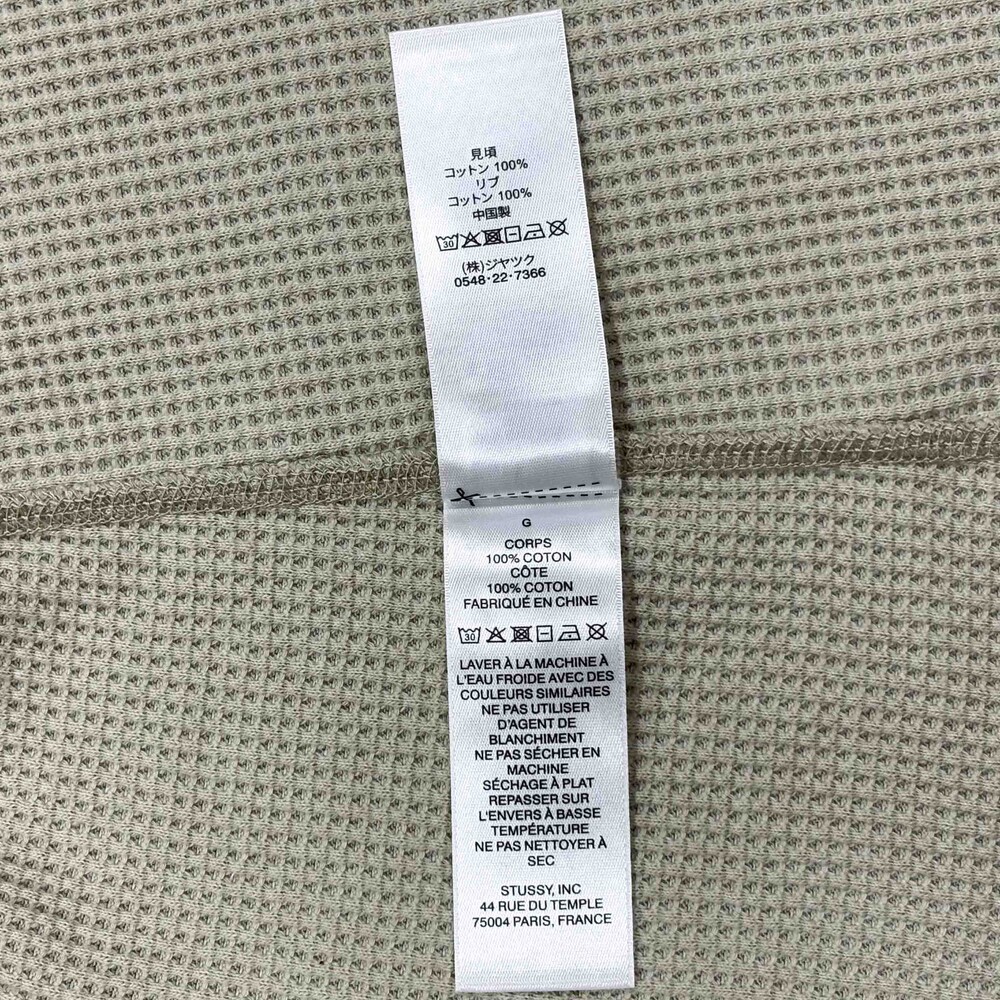 見頃
コットン 100%
リブ
コットン 100%
中国製
30
(株)ジヤツク
0548·22·7366
G
CORPS
100% COTON
CÔTE
100% COTON
FABRIQUÉ EN CHINE
30
LAVER À LA MACHINE À
L'EAU FROIDE AVEC DES
COULEURS SIMILAIRES
NE PAS UTILISER
D'AGENT DE
BLANCHIMENT
NE PAS SÉCHER EN
MACHINE
SÉCHAGE À PLAT
REPASSER SUR
L'ENVERS À BASSE
TEMPÉRATURE
NE PAS NETTOYER À
SEC
STUSSY, INC
44 RUE DU TEMPLE
75004 PARIS, FRANCE